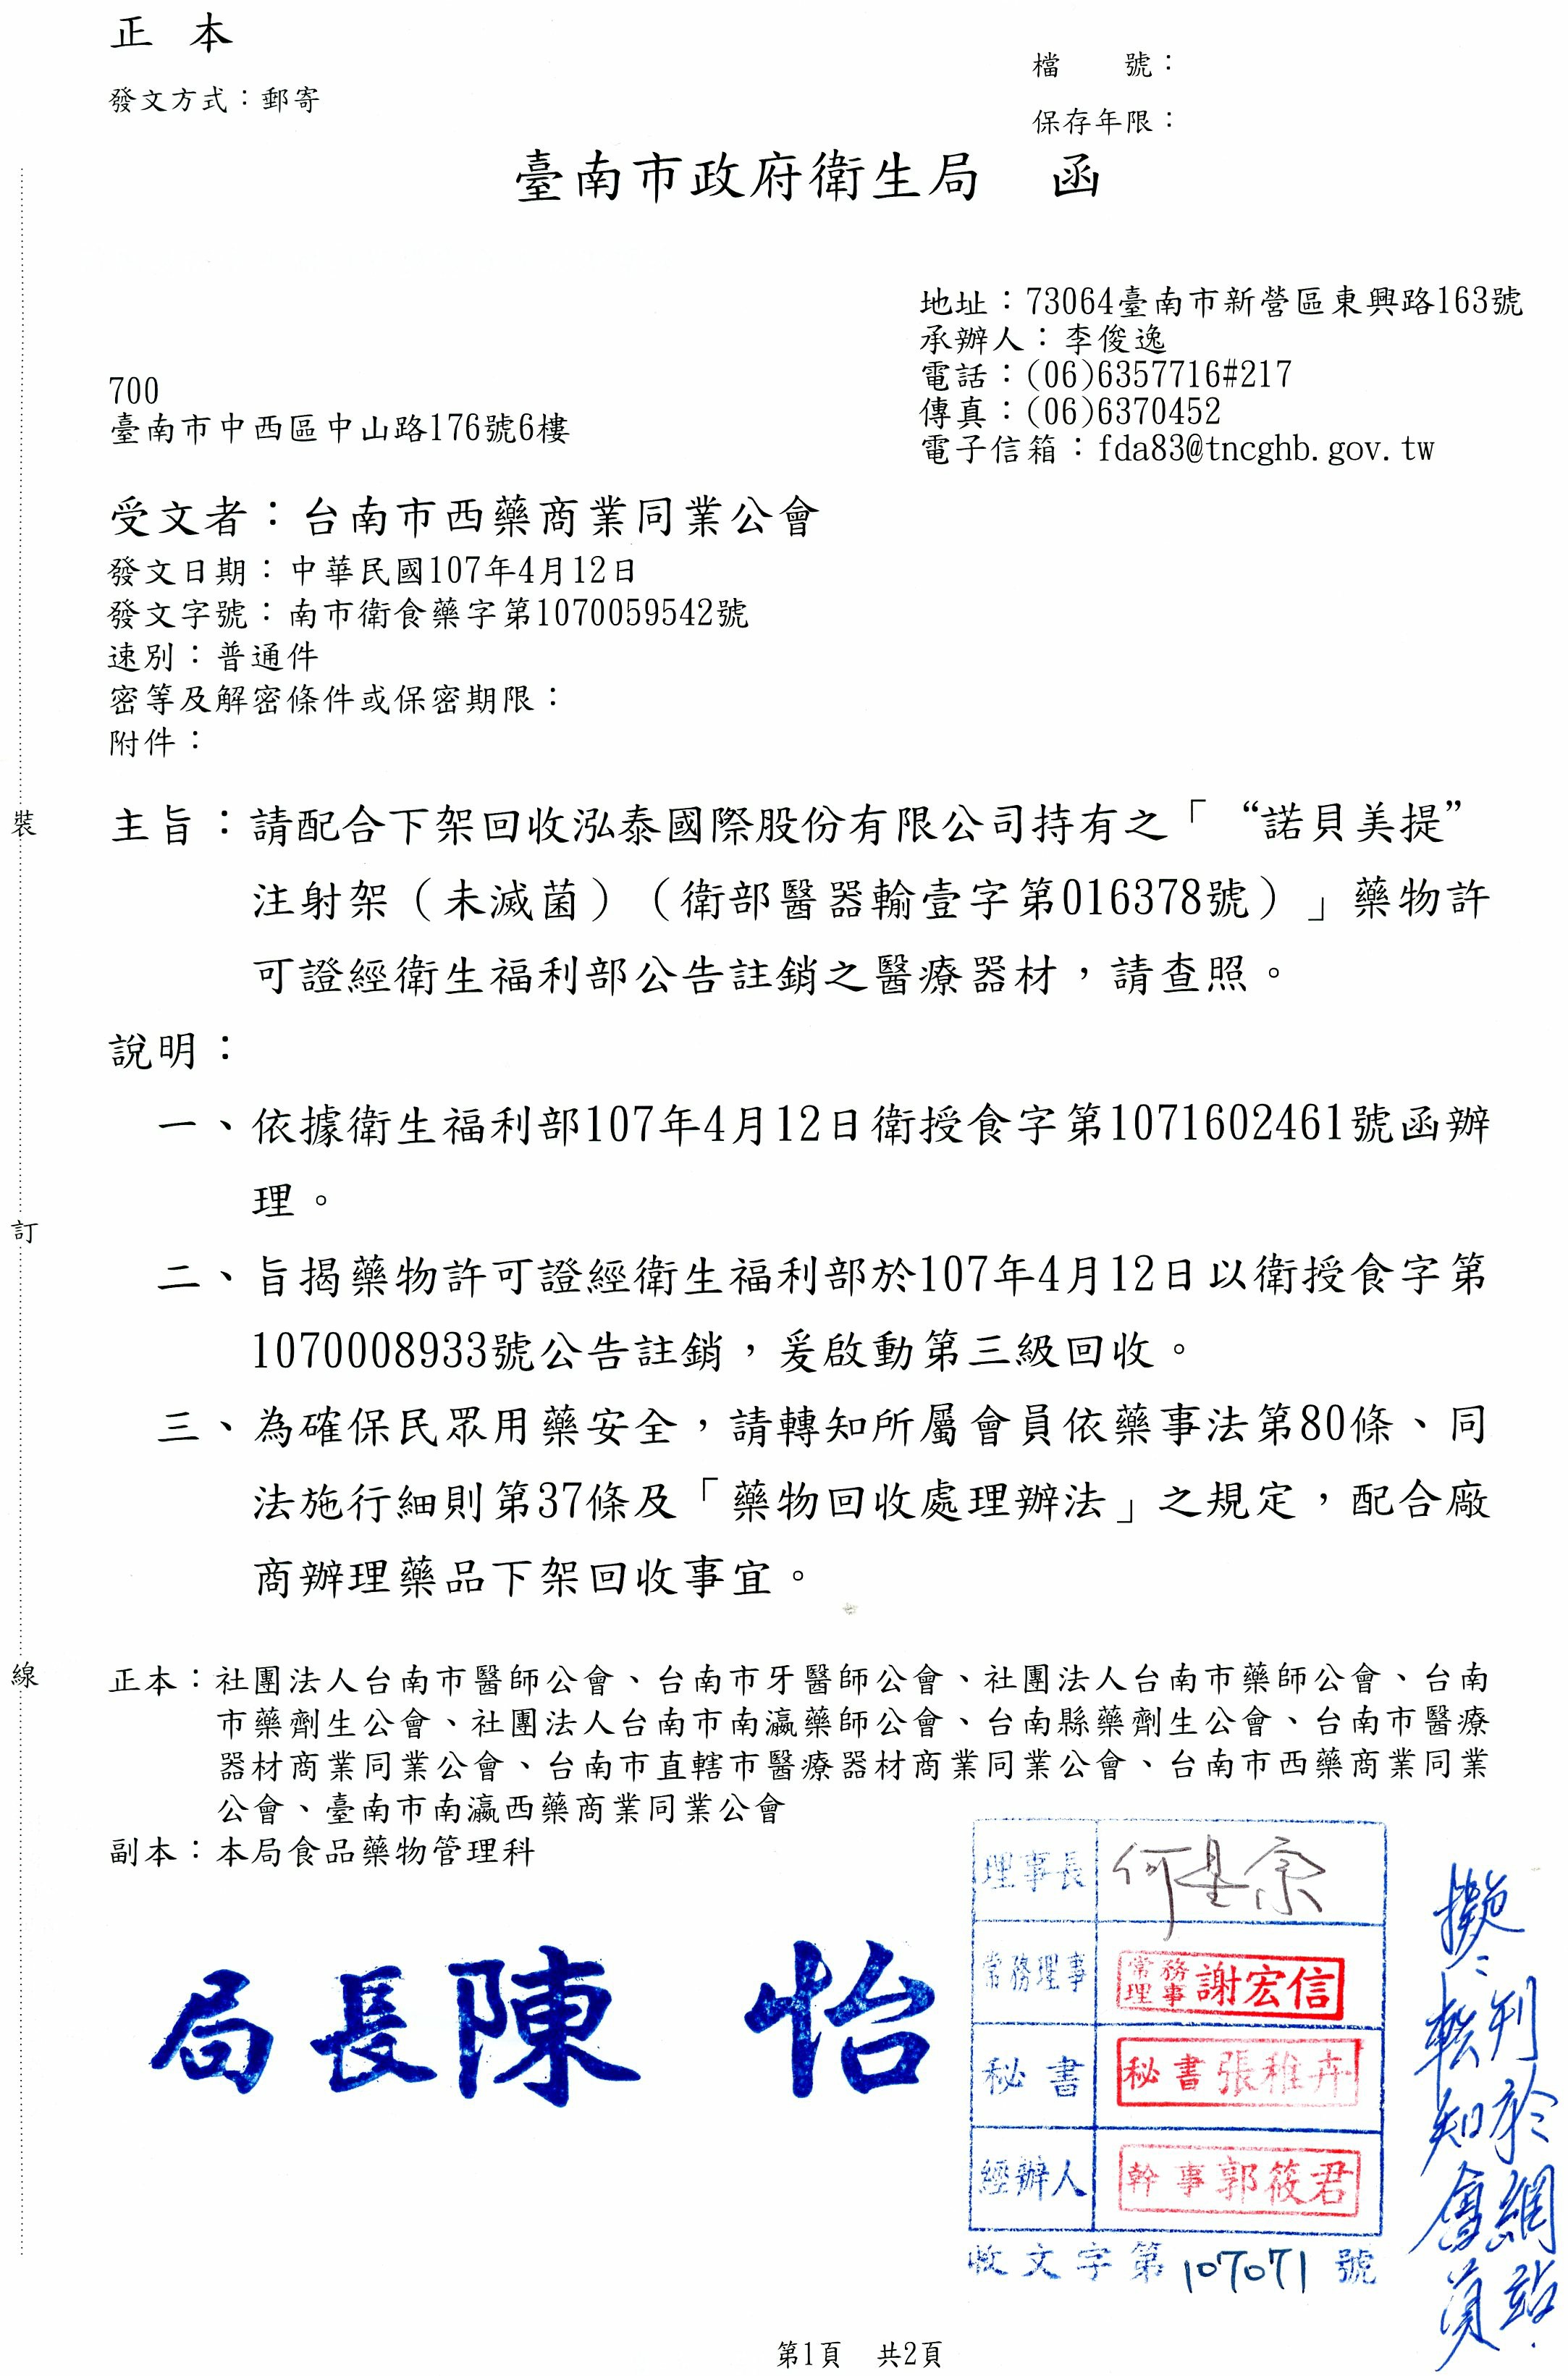 正 本
發文方式：郵寄
檔　　號：
保存年限：
臺南市政府衛生局　函
地址：73064臺南市新營區東興路163號
承辦人：李俊逸
電話：(06)6357716#217
傳真：(06)6370452
電子信箱：fda83@tncghb.gov.tw
700
臺南市中西區中山路176號6樓
受文者：台南市西藥商業同業公會
發文日期：中華民國107年4月12日
發文字號：南市衛食藥字第1070059542號
速別：普通件
密等及解密條件或保密期限：
附件：
主旨：請配合下架回收泓泰國際股份有限公司持有之「“諾貝美提”
注射架（未滅菌）（衛部醫器輸壹字第016378號）」藥物許
可證經衛生福利部公告註銷之醫療器材，請查照。
說明：
一、依據衛生福利部107年4月12日衛授食字第1071602461號函辦
理。
二、旨揭藥物許可證經衛生福利部於107年4月12日以衛授食字第
1070008933號公告註銷，爰啟動第三級回收。
三、為確保民眾用藥安全，請轉知所屬會員依藥事法第80條、同
法施行細則第37條及「藥物回收處理辦法」之規定，配合廠
商辦理藥品下架回收事宜。
正本：社團法人台南市醫師公會、台南市牙醫師公會、社團法人台南市藥師公會、台南
市藥劑生公會、社團法人台南市南瀛藥師公會、台南縣藥劑生公會、台南市醫療
器材商業同業公會、台南市直轄市醫療器材商業同業公會、台南市西藥商業同業
公會、臺南市南瀛西藥商業同業公會
副本：本局食品藥物管理科
裝
訂
線
局長陳　怡
理事長
常務理事 常務理事 謝宏信
秘書 秘書 張稚卉
經辦人 幹事 郭筱君
收文字第107071號
擬：轉知會員
刊於網站.
第1頁　共2頁